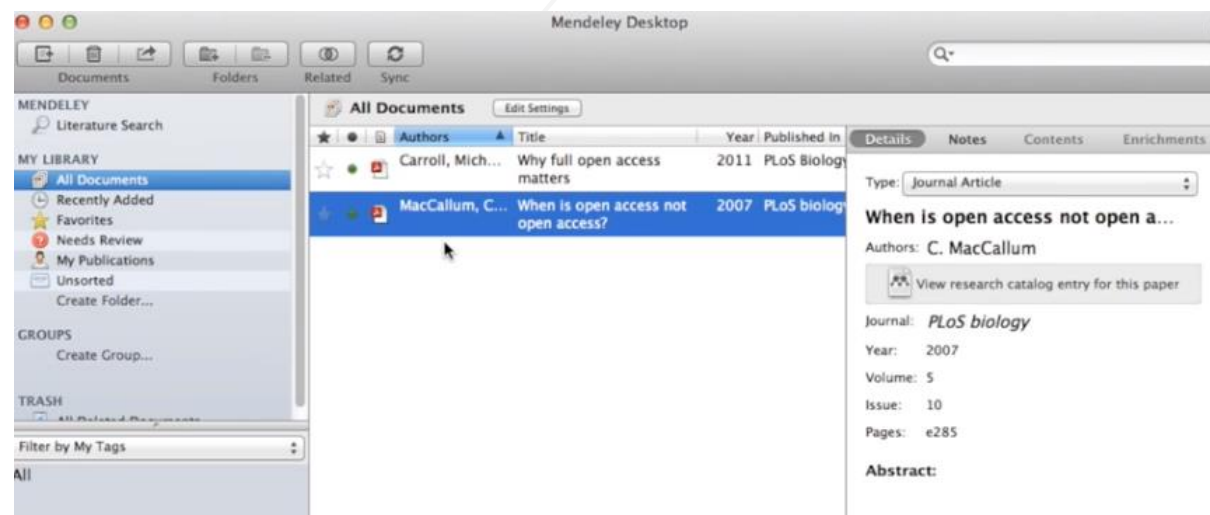 Mendeley Desktop
Documents Folders Related Sync
MENDELEY
Literature Search
MY LIBRARY
All Documents
Recently Added
Favorites
Needs Review
My Publications
Unsorted
Create Folder...
GROUPS
Create Group...
TRASH
All Deleted Documents
Filter by My Tags
All
All Documents Edit Settings
Authors Title Year Published In
Carroll, Mich... Why full open access 2011 PLoS Biology
matters
MacCallum, C... When is open access not 2007 PLoS biology
open access?
Details Notes Contents Enrichments
Type: Journal Article
When is open access not open a...
Authors: C. MacCallum
View research catalog entry for this paper
Journal: PLoS biology
Year: 2007
Volume: 5
Issue: 10
Pages: e285
Abstract: